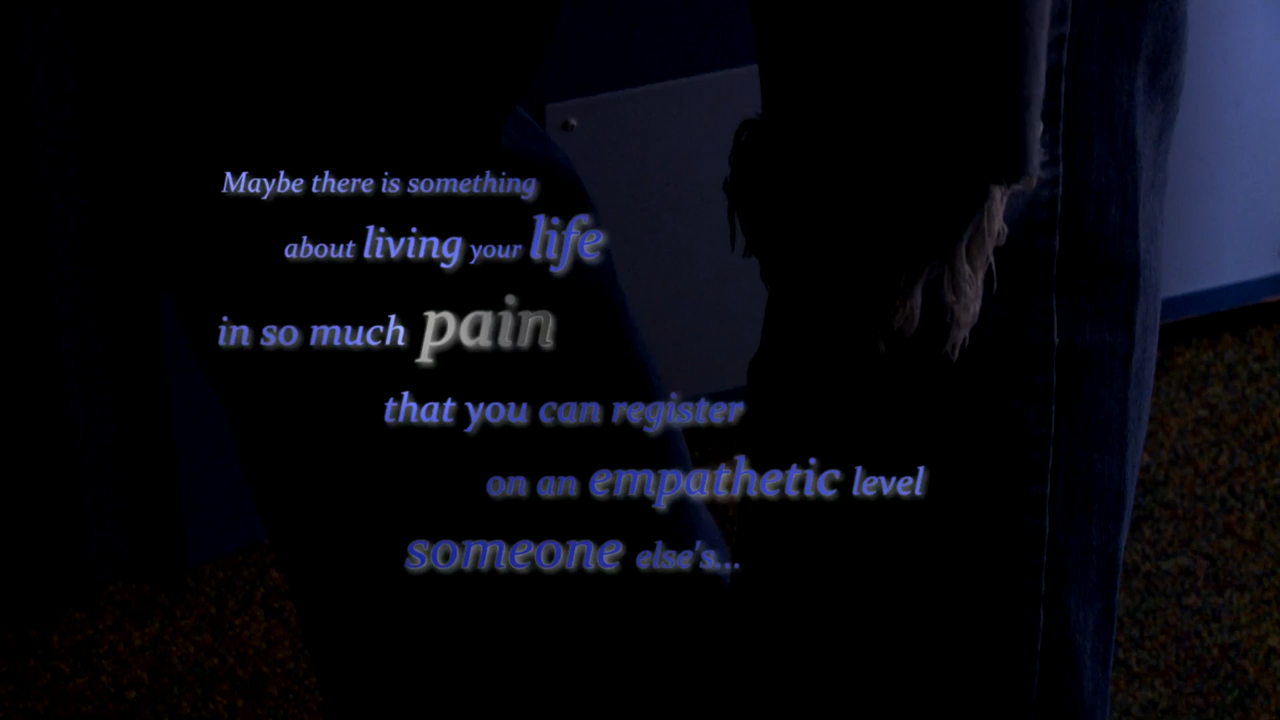 Maybe there is something
about living your life
in so much pain
that you can register
on an empathetic level
someone else's...